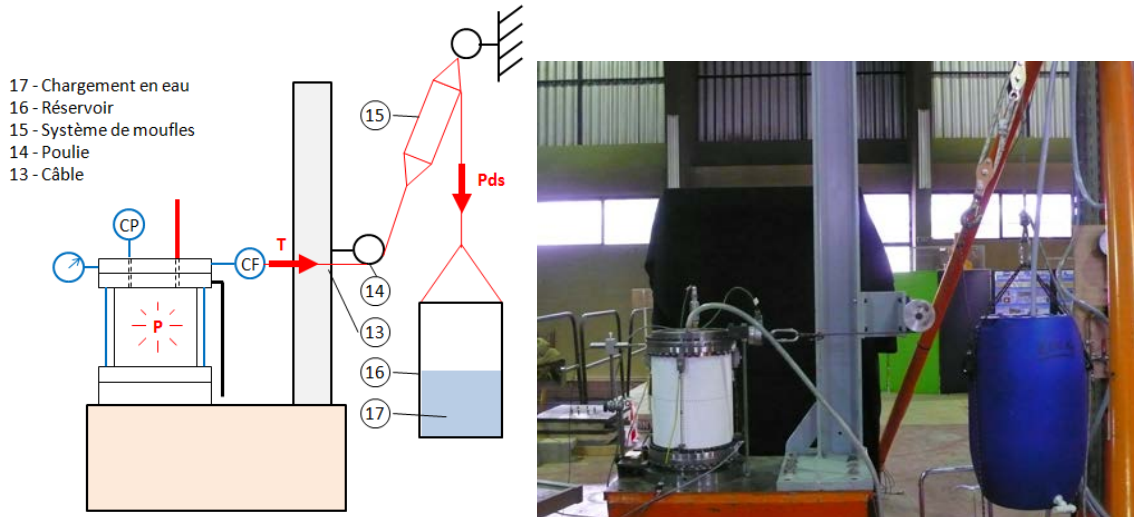 17 - Chargement en eau
16 - Réservoir
15 - Système de moufles
14 - Poulie
13 - Câble
15
Pds
CP
CF
T
14
P
13
16
17